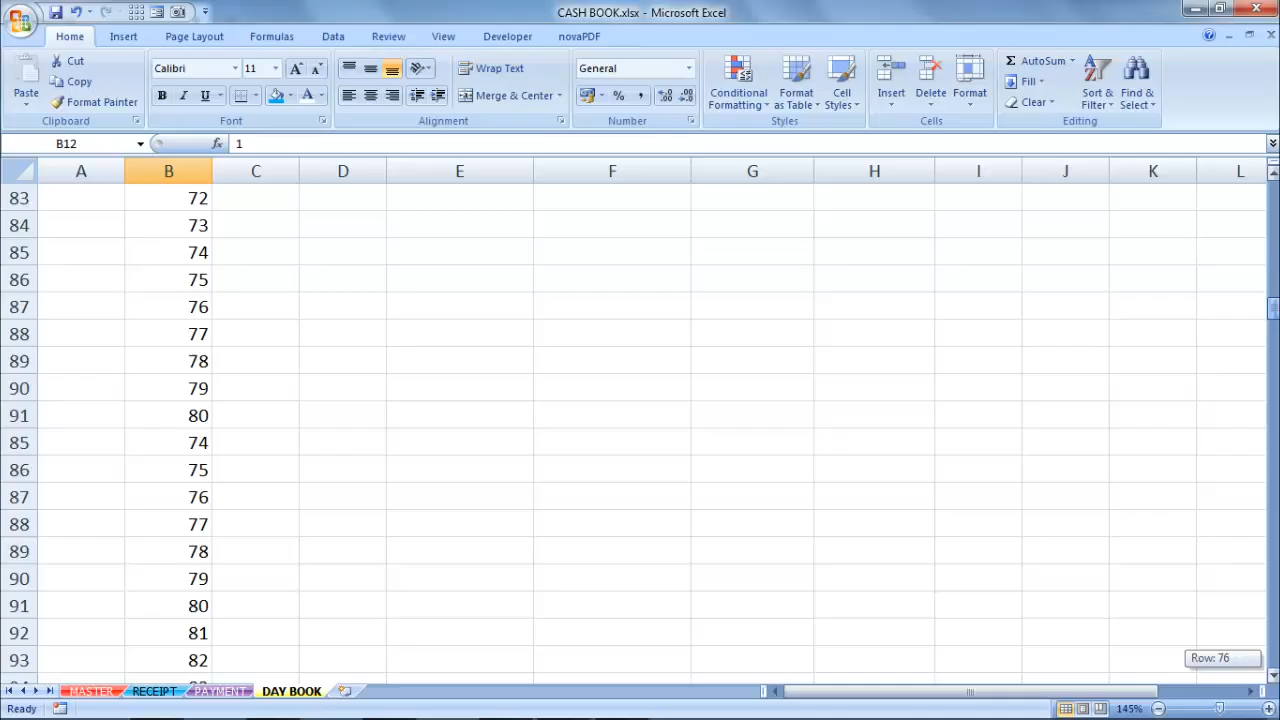 CASH BOOK.xlsx - Microsoft Excel
Home Insert Page Layout Formulas Data Review View Developer novaPDF
Paste Cut Calibri 11 A A Wrap Text General Conditional Formatting Format as Table Cell Styles Insert Delete Format Σ AutoSum Sort & Filter Find & Select
Copy Fill
Format Painter B I U A Merge & Center % , Clear
Clipboard Font Alignment Number Styles Cells Editing
B12 fx 1
A B C D E F G H I J K L
83 72
84 73
85 74
86 75
87 76
88 77
89 78
90 79
91 80
85 74
86 75
87 76
88 77
89 78
90 79
91 80
92 81
93 82
Row: 76
MASTER RECEIPT PAYMENT DAY BOOK
Ready 145%